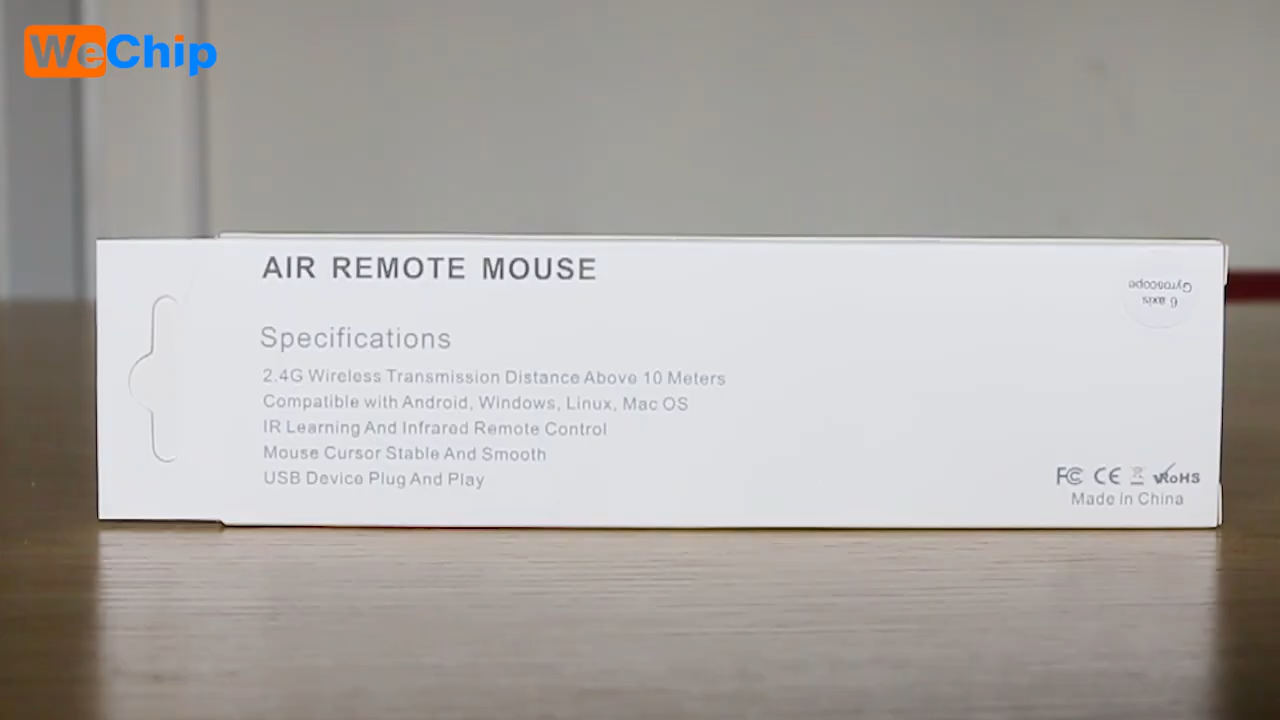 WeChip
AIR REMOTE MOUSE
6 axis
Gyroscope
Specifications
2.4G Wireless Transmission Distance Above 10 Meters
Compatible with Android, Windows, Linux, Mac OS
IR Learning And Infrared Remote Control
Mouse Cursor Stable And Smooth
USB Device Plug And Play
FC CE RoHS
Made in China